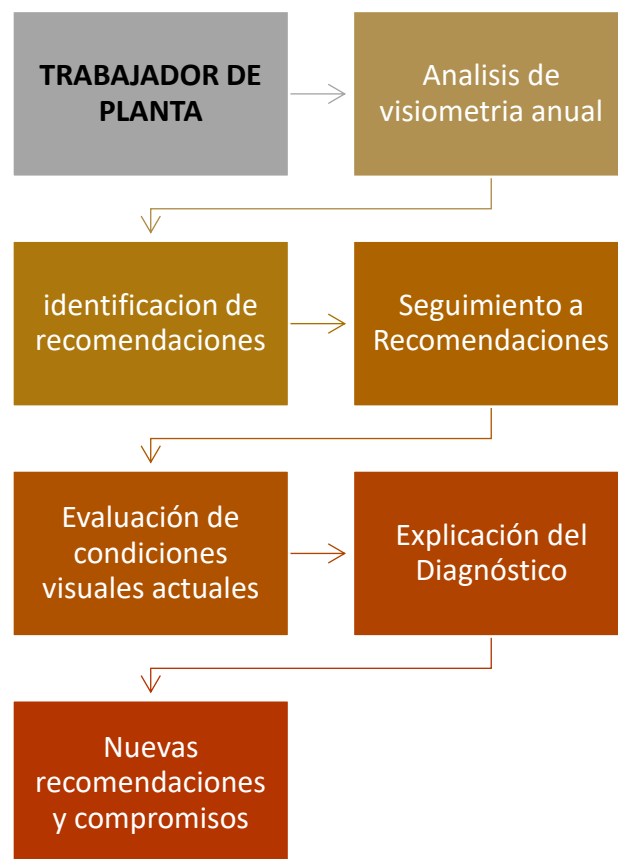 TRABAJADOR DE
PLANTA
Analisis de
visiometria anual
identificacion de
recomendaciones
Seguimiento a
Recomendaciones
Evaluación de
condiciones
visuales actuales
Explicación del
Diagnóstico
Nuevas
recomendaciones
y compromisos